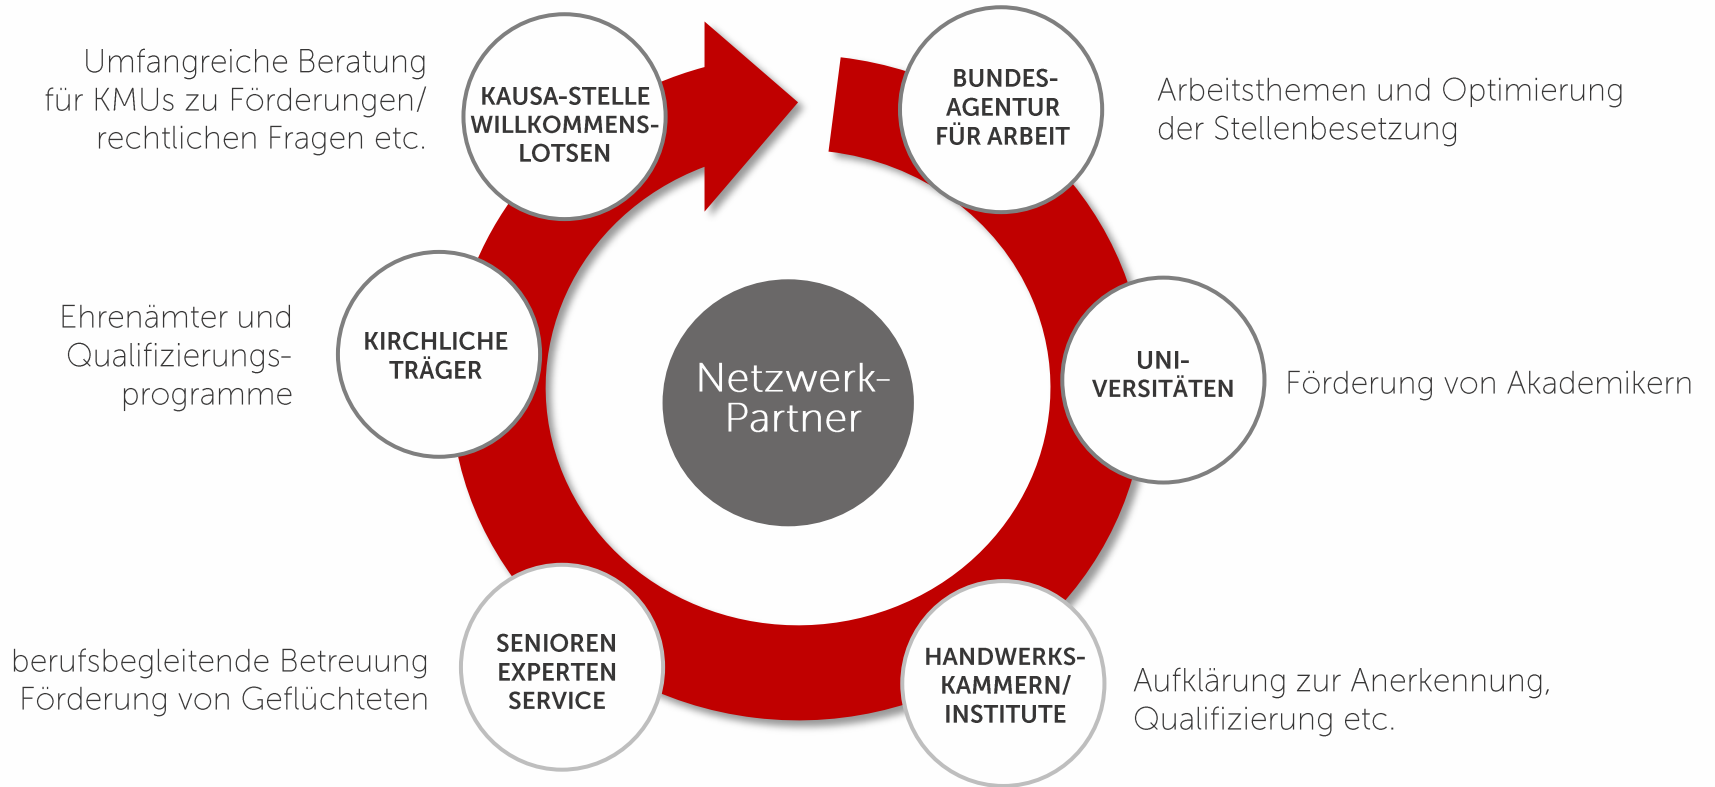 Umfangreiche Beratung
für KMUs zu Förderungen/
rechtlichen Fragen etc.
KAUSA-STELLE
WILLKOMMENS-
LOTSEN
BUNDES-
AGENTUR
FÜR ARBEIT
Arbeitsthemen und Optimierung
der Stellenbesetzung
Ehrenämter und
Qualifizierungs-
programme
KIRCHLICHE
TRÄGER
Netzwerk-
Partner
UNI-
VERSITÄTEN
Förderung von Akademikern
berufsbegleitende Betreuung
Förderung von Geflüchteten
SENIOREN
EXPERTEN
SERVICE
HANDWERKS-
KAMMERN/
INSTITUTE
Aufklärung zur Anerkennung,
Qualifizierung etc.